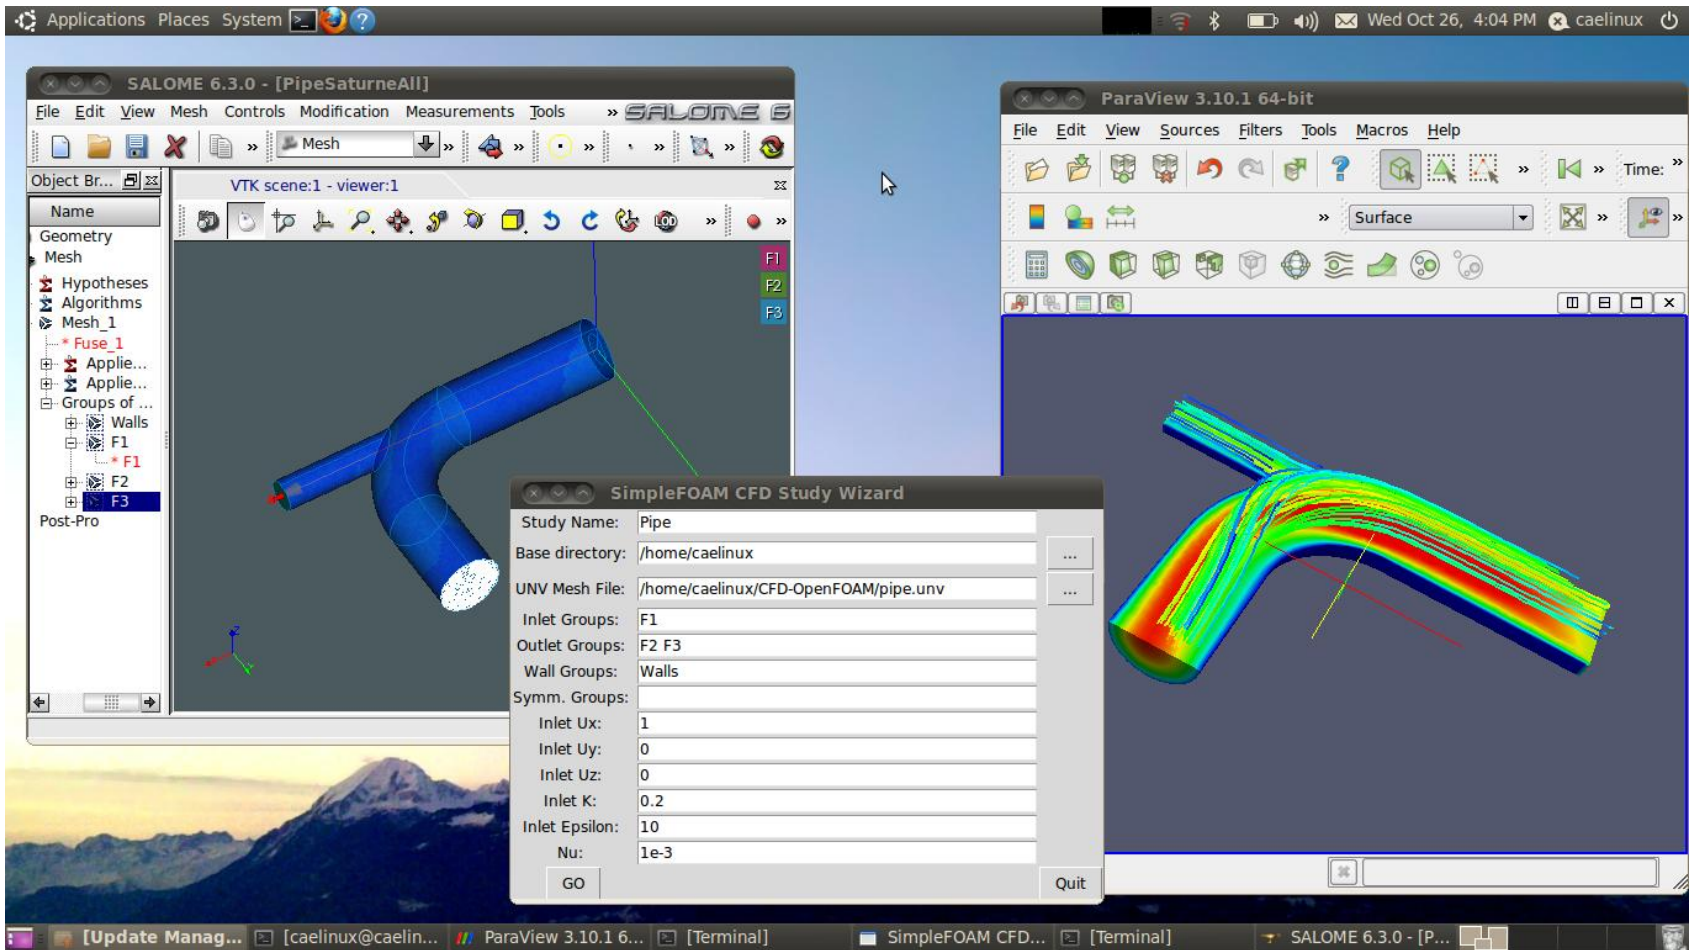 Applications Places System
Wed Oct 26, 4:04 PM caelinux
SALOME 6.3.0 - [PipeSaturneAll]
File Edit View Mesh Controls Modification Measurements Tools » SALOME 6
» Mesh » » » » »
Object Br...
VTK scene:1 - viewer:1
Name
LOD » »
Geometry
Mesh
Hypotheses
Algorithms
Mesh_1
* Fuse_1
Applie...
Applie...
Groups of ...
Walls
F1
* F1
F2
F3
Post-Pro
F1
F2
F3
Z
ParaView 3.10.1 64-bit
File Edit View Sources Filters Tools Macros Help
? » » Time: »
» Surface » »
SimpleFOAM CFD Study Wizard
Study Name: Pipe
Base directory: /home/caelinux ...
UNV Mesh File: /home/caelinux/CFD-OpenFOAM/pipe.unv ...
Inlet Groups: F1
Outlet Groups: F2 F3
Wall Groups: Walls
Symm. Groups:
Inlet Ux: 1
Inlet Uy: 0
Inlet Uz: 0
Inlet K: 0.2
Inlet Epsilon: 10
Nu: 1e-3
GO Quit
[Update Manag... [caelinux@caelin... ParaView 3.10.1 6... [Terminal] SimpleFOAM CFD... [Terminal] SALOME 6.3.0 - [P...